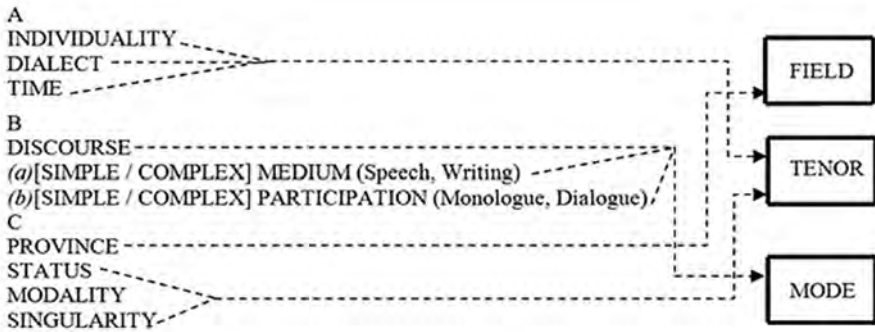 A
INDIVIDUALITY
DIALECT
TIME
B
DISCOURSE
(a)[SIMPLE / COMPLEX] MEDIUM (Speech, Writing)
(b)[SIMPLE / COMPLEX] PARTICIPATION (Monologue, Dialogue)
C
PROVINCE
STATUS
MODALITY
SINGULARITY
FIELD
TENOR
MODE